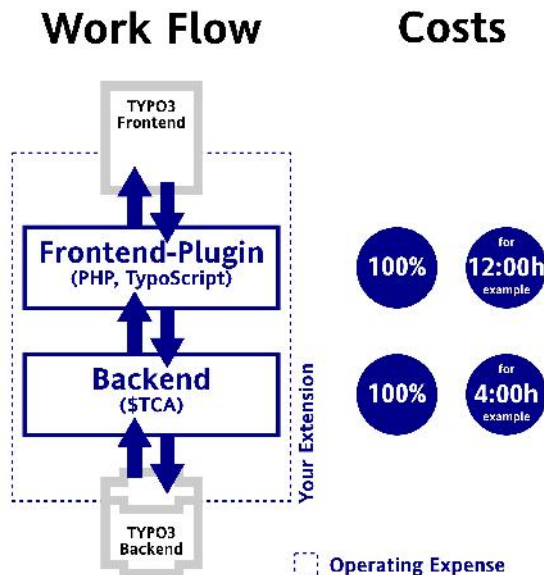 Work Flow
Costs
TYPO3
Frontend
Frontend-Plugin
(PHP, TypoScript)
100%
for
12:00h
example
Backend
($TCA)
100%
for
4:00h
example
Your Extension
TYPO3
Backend
Operating Expense